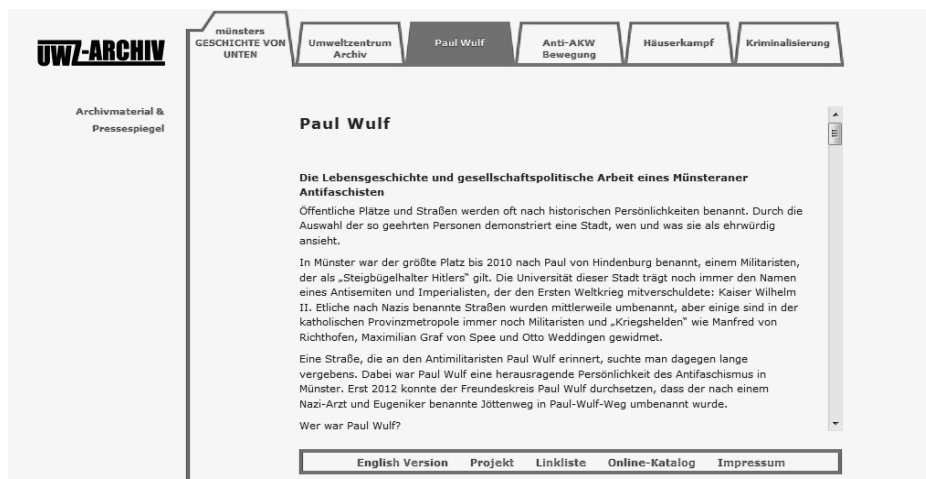 UWZ-ARCHIV
münsters
GESCHICHTE VON
UNTEN
Umweltzentrum
Archiv
Paul Wulf
Anti-AKW
Bewegung
Häuserkampf
Kriminalisierung
Archivmaterial &
Pressespiegel
Paul Wulf
Die Lebensgeschichte und gesellschaftspolitische Arbeit eines Münsteraner
Antifaschisten
Öffentliche Plätze und Straßen werden oft nach historischen Persönlichkeiten benannt. Durch die
Auswahl der so geehrten Personen demonstriert eine Stadt, wen und was sie als ehrwürdig
ansieht.
In Münster war der größte Platz bis 2010 nach Paul von Hindenburg benannt, einem Militaristen,
der als „Steigbügelhalter Hitlers" gilt. Die Universität dieser Stadt trägt noch immer den Namen
eines Antisemiten und Imperialisten, der den Ersten Weltkrieg mitverschuldete: Kaiser Wilhelm
II. Etliche nach Nazis benannte Straßen wurden mittlerweile umbenannt, aber einige sind in der
katholischen Provinzmetropole immer noch Militaristen und „Kriegshelden" wie Manfred von
Richthofen, Maximilian Graf von Spee und Otto Weddingen gewidmet.
Eine Straße, die an den Antimilitaristen Paul Wulf erinnert, suchte man dagegen lange
vergebens. Dabei war Paul Wulf eine herausragende Persönlichkeit des Antifaschismus in
Münster. Erst 2012 konnte der Freundeskreis Paul Wulf durchsetzen, dass der nach einem
Nazi-Arzt und Eugeniker benannte Jöttenweg in Paul-Wulf-Weg umbenannt wurde.
Wer war Paul Wulf?
English Version Projekt Linkliste Online-Katalog Impressum